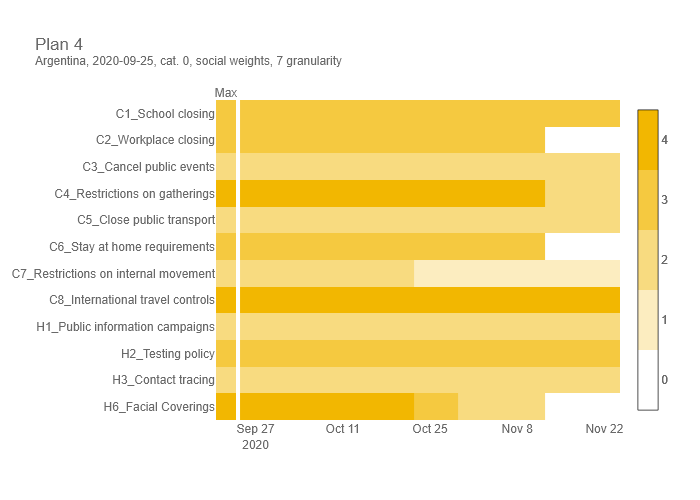 Plan 4
Argentina, 2020-09-25, cat. 0, social weights, 7 granularity
Max
C1_School closing
C2_Workplace closing
C3_Cancel public events
C4_Restrictions on gatherings
C5_Close public transport
C6_Stay at home requirements
C7_Restrictions on internal movement
C8_International travel controls
H1_Public information campaigns
H2_Testing policy
H3_Contact tracing
H6_Facial Coverings
Sep 27 Oct 11 Oct 25 Nov 8 Nov 22
2020
4
3
2
1
0